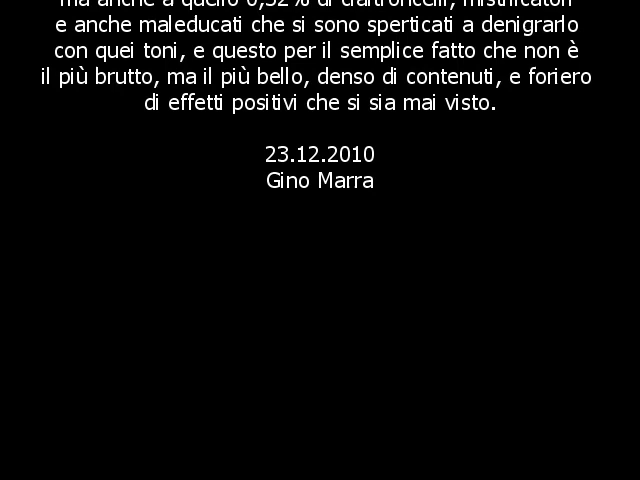 ma anche a quello 0,52% di cialtroncelli, mistificatori
e anche maleducati che si sono sperticati a denigrarlo
con quei toni, e questo per il semplice fatto che non è
il più brutto, ma il più bello, denso di contenuti, e foriero
di effetti positivi che si sia mai visto.
23.12.2010
Gino Marra